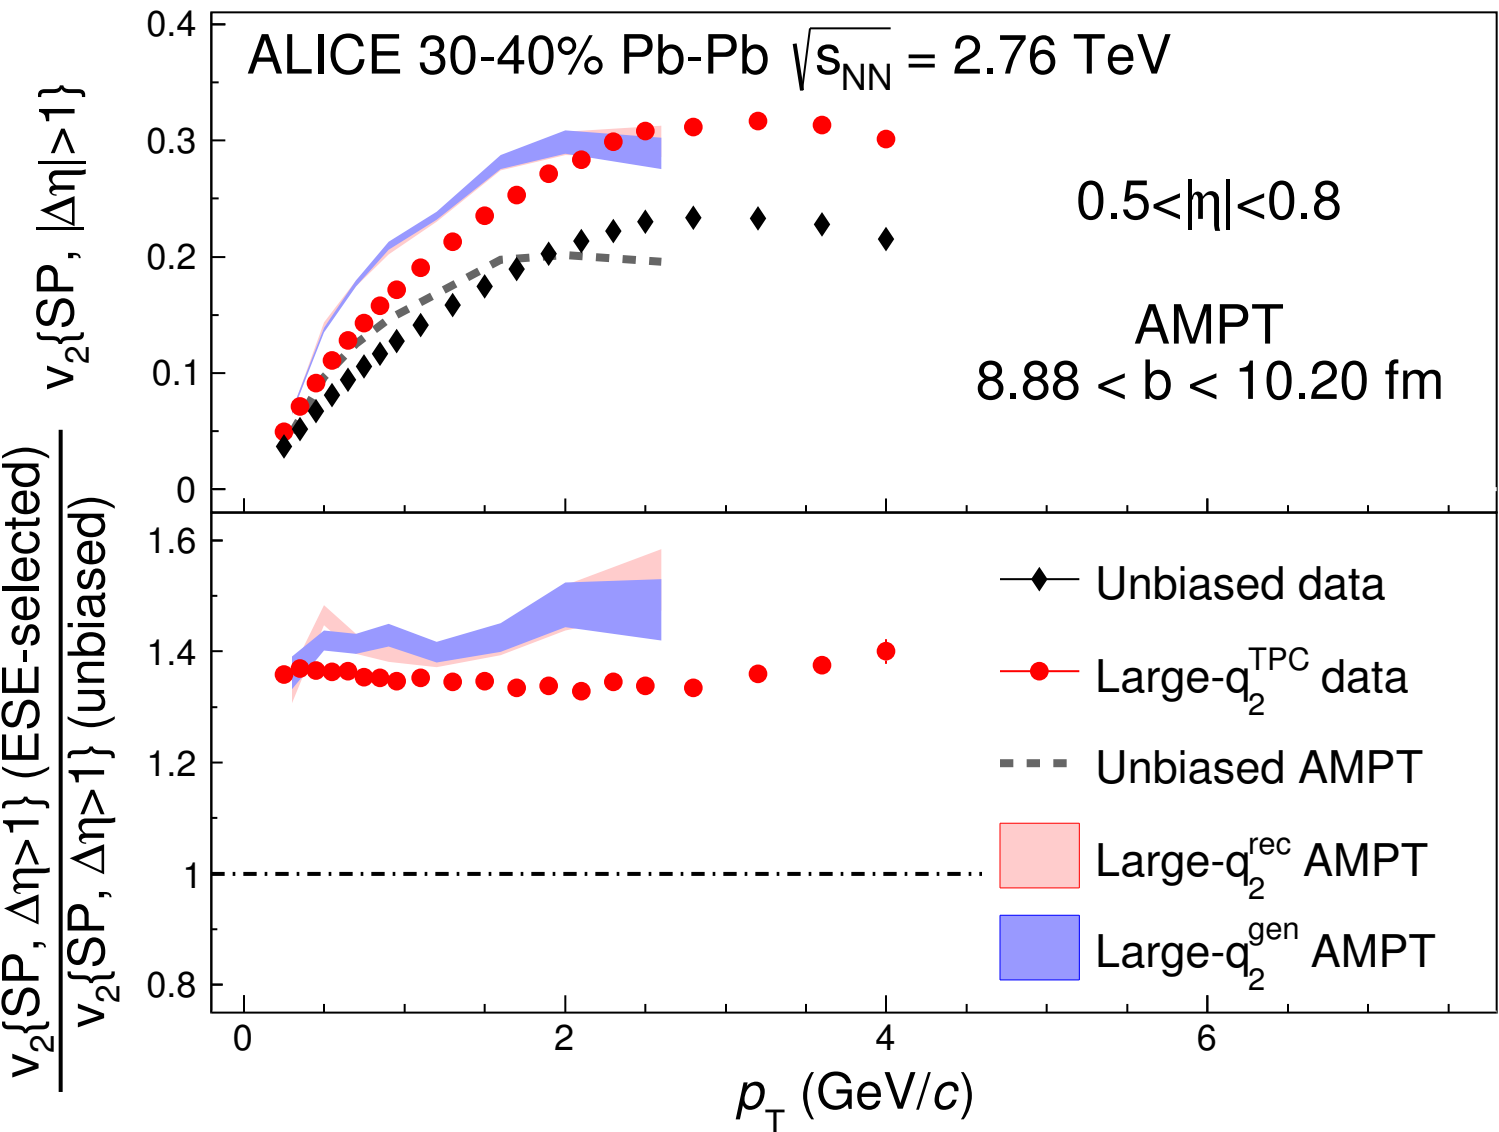 ALICE 30-40% Pb-Pb √sNN = 2.76 TeV
0.5<|η|<0.8
AMPT
8.88 < b < 10.20 fm
v2{SP, |Δη|>1}
0.4
0.3
0.2
0.1
0
v2{SP, Δη>1} (ESE-selected)
v2{SP, Δη>1} (unbiased)
1.6
1.4
1.2
1
0.8
Unbiased data
Large-q2TPC data
Unbiased AMPT
Large-q2rec AMPT
Large-q2gen AMPT
0 2 4 6
pT (GeV/c)